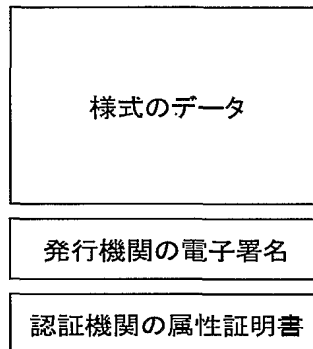 様式のデータ
発行機関の電子署名
認証機関の属性証明書